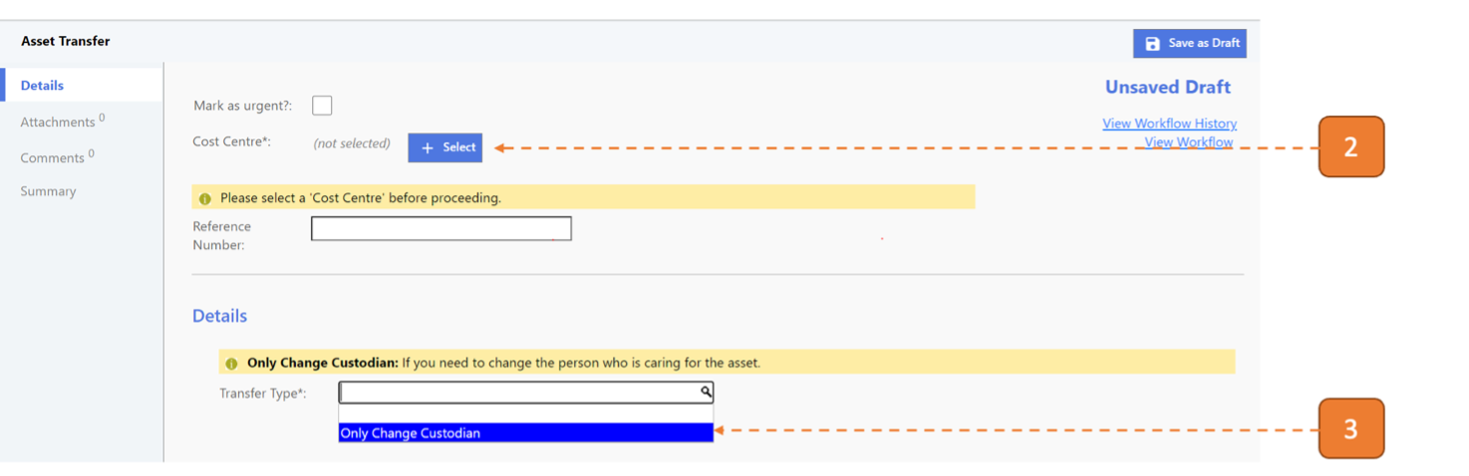 Asset Transfer
Save as Draft
Details
Unsaved Draft
Mark as urgent?:
Attachments 0
View Workflow History
Cost Centre*:
(not selected)
+ Select
View Workflow
2
Comments 0
Summary
Please select a 'Cost Centre' before proceeding.
Reference
Number:
Details
Only Change Custodian: If you need to change the person who is caring for the asset.
Transfer Type*:
Only Change Custodian
3